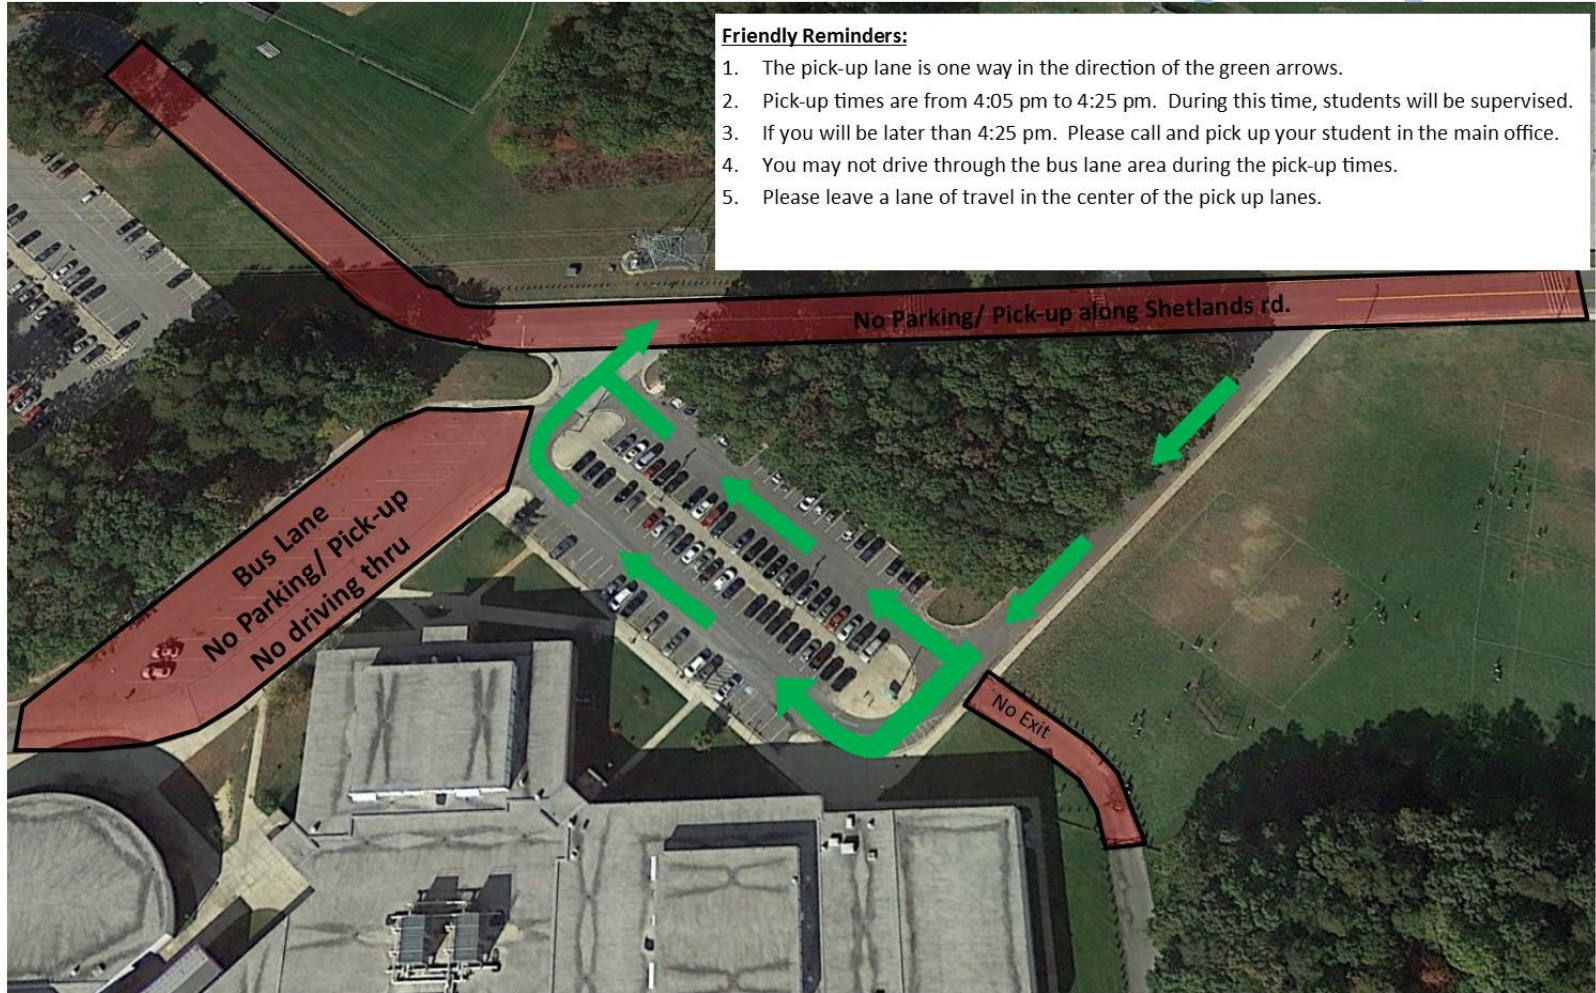 Friendly Reminders:
1. The pick-up lane is one way in the direction of the green arrows.
2. Pick-up times are from 4:05 pm to 4:25 pm. During this time, students will be supervised.
3. If you will be later than 4:25 pm. Please call and pick up your student in the main office.
4. You may not drive through the bus lane area during the pick-up times.
5. Please leave a lane of travel in the center of the pick up lanes.
No Parking/ Pick-up along Shetlands rd.
Bus Lane
No Parking/ Pick-up
No driving thru
No Exit